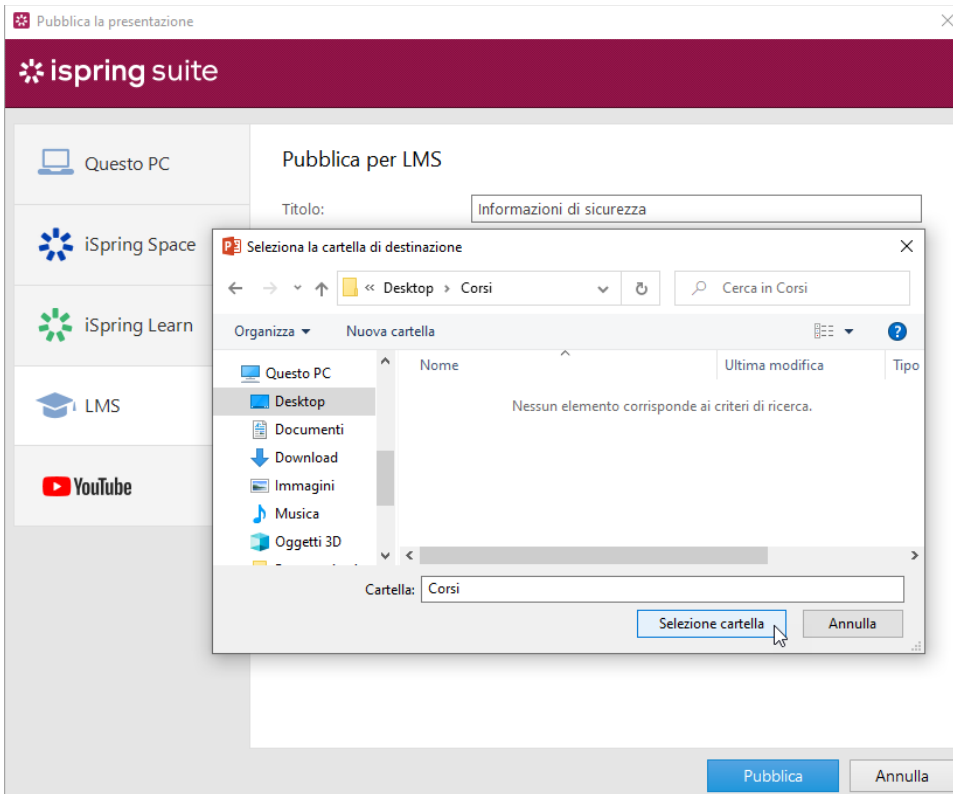 Pubblica la presentazione
ispring suite
Questo PC
iSpring Space
iSpring Learn
LMS
YouTube
Pubblica per LMS
Titolo: Informazioni di sicurezza
Seleziona la cartella di destinazione
« Desktop › Corsi
Cerca in Corsi
Organizza Nuova cartella
Nome Ultima modifica Tipo
Questo PC
Desktop
Documenti
Download
Immagini
Musica
Oggetti 3D
Nessun elemento corrisponde ai criteri di ricerca.
Cartella: Corsi
Selezione cartella Annulla
Pubblica Annulla